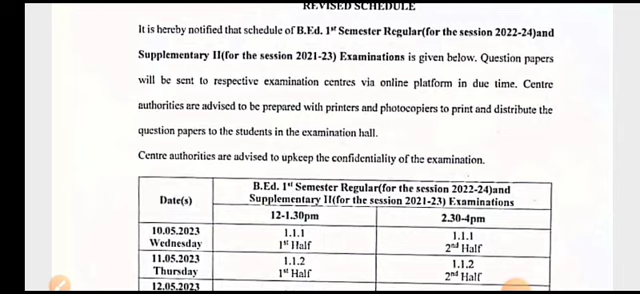 REVISED SCHEDULE
It is hereby notified that schedule of B.Ed. 1st Semester Regular(for the session 2022-24)and
Supplementary II(for the session 2021-23) Examinations is given below. Question papers
will be sent to respective examination centres via online platform in due time. Centre
authorities are advised to be prepared with printers and photocopiers to print and distribute the
question papers to the students in the examination hall.
Centre authorities are advised to upkeep the confidentiality of the examination.
Date(s)
B.Ed. 1st Semester Regular(for the session 2022-24)and
Supplementary II(for the session 2021-23) Examinations
12-1.30pm 2.30-4pm
10.05.2023
Wednesday
1.1.1
1st Half
1.1.1
2nd Half
11.05.2023
Thursday
1.1.2
1st Half
1.1.2
2nd Half
12.05.2023